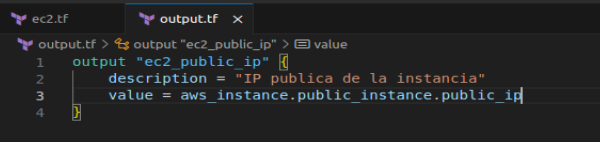 ec2.tf output.tf ×
output.tf > output "ec2_public_ip" > value
1 output "ec2_public_ip" {
2 description = "IP publica de la instancia"
3 value = aws_instance.public_instance.public_ip
4 }